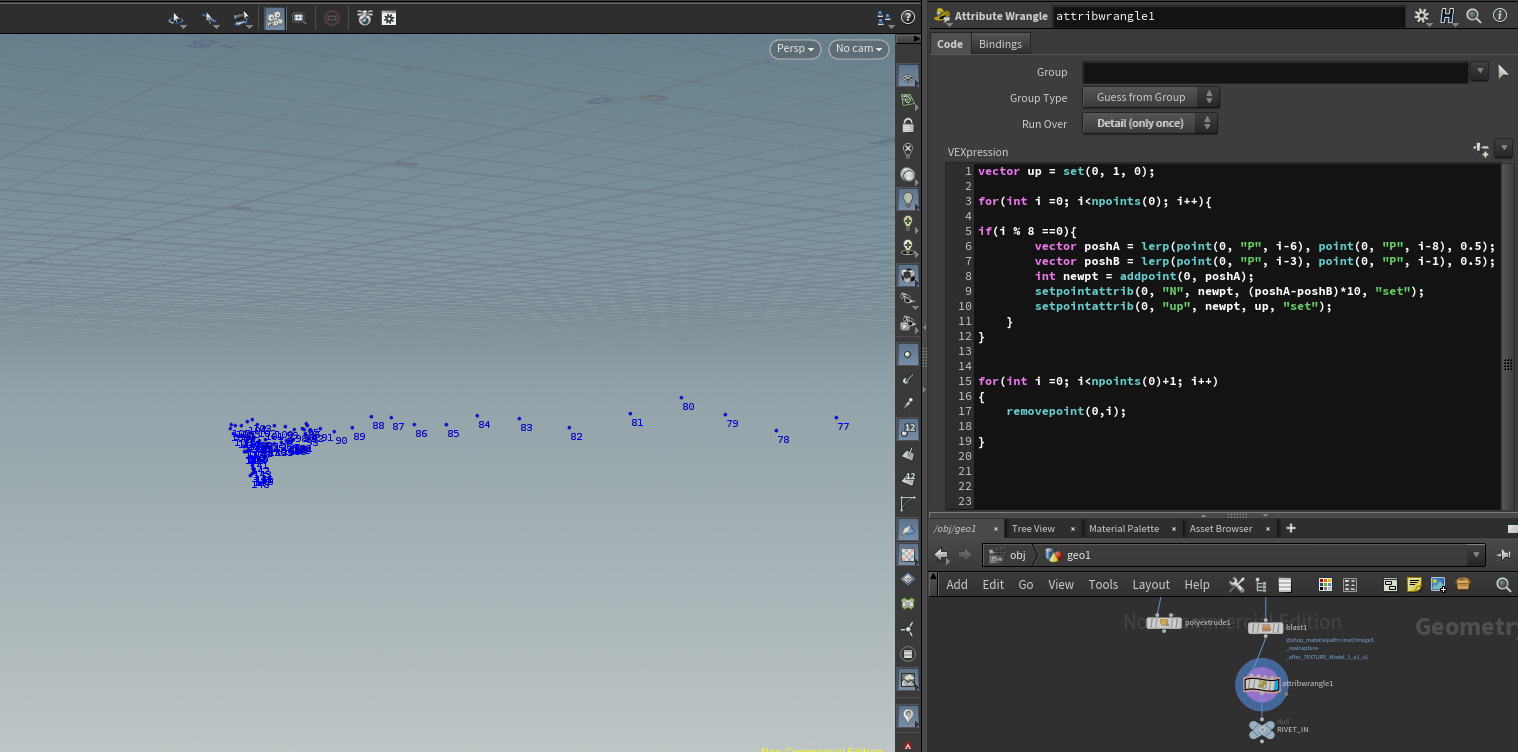 Persp
No cam
80
81
79
77
78
84
83
82
88
87
86
85
89
90
91
Non-Commercial Edition
Attribute Wrangle
attribwrangle1
Code
Bindings
Group
Group Type
Guess from Group
Run Over
Detail (only once)
VEXpression
1 vector up = set(0, 1, 0);
2
3 for(int i =0; i<npoints(0); i++){
4
5 if(i % 8 ==0){
6 vector poshA = lerp(point(0, "P", i-6), point(0, "P", i-8), 0.5);
7 vector poshB = lerp(point(0, "P", i-3), point(0, "P", i-1), 0.5);
8 int newpt = addpoint(0, poshA);
9 setpointattrib(0, "N", newpt, (poshA-poshB)*10, "set");
10 setpointattrib(0, "up", newpt, up, "set");
11 }
12 }
13
14
15 for(int i =0; i<npoints(0)+1; i++)
16 {
17 removepoint(0,i);
18
19 }
20
21
22
23
/obj/geo1 × Tree View × Material Palette × Asset Browser × +
obj geo1
Add Edit Go View Tools Layout Help
Non-Commercial Edition
Geometry
polyextrude1
blast1
@shop_materialpath=/mat/image3
_realcapture-
_after_TEXTURE_Model_1_u1_v1
attribwrangle1
Null
RIVET_IN